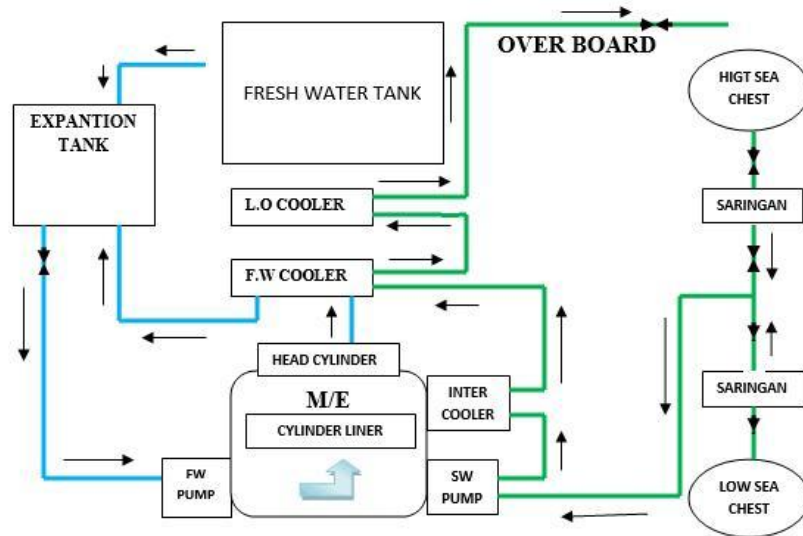 OVER BOARD
HIGT SEA
CHEST
FRESH WATER TANK
EXPANTION
TANK
L.O COOLER
SARINGAN
F.W COOLER
HEAD CYLINDER
M/E
INTER
COOLER
SARINGAN
CYLINDER LINER
FW
PUMP
SW
PUMP
LOW SEA
CHEST